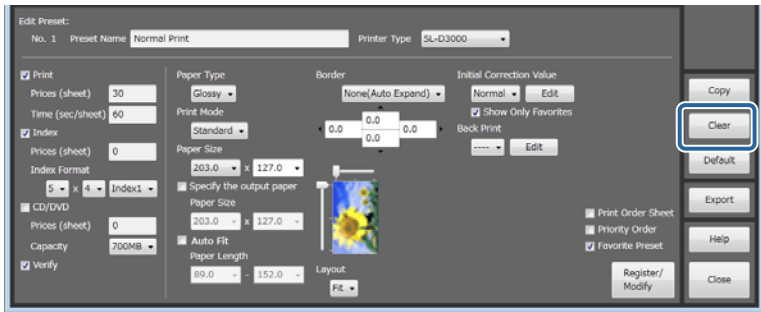 Edit Preset:
No. 1 Preset Name Normal Print Printer Type SL-D3000
Print
Prices (sheet) 30
Time (sec/sheet) 60
Index
Prices (sheet) 0
Index Format
5 x 4 Index1
CD/DVD
Prices (sheet) 0
Capacity 700MB
Verify
Paper Type
Glossy
Print Mode
Standard
Paper Size
203.0 x 127.0
Specify the output paper
Paper Size
203.0 x 127.0
Auto Fit
Paper Length
89.0 - 152.0
Border
None(Auto Expand)
0.0
0.0 0.0
0.0
Layout
Fit
Initial Correction Value
Normal Edit
Show Only Favorites
Back Print
---- Edit
Print Order Sheet
Priority Order
Favorite Preset
Register/
Modify
Copy
Clear
Default
Export
Help
Close